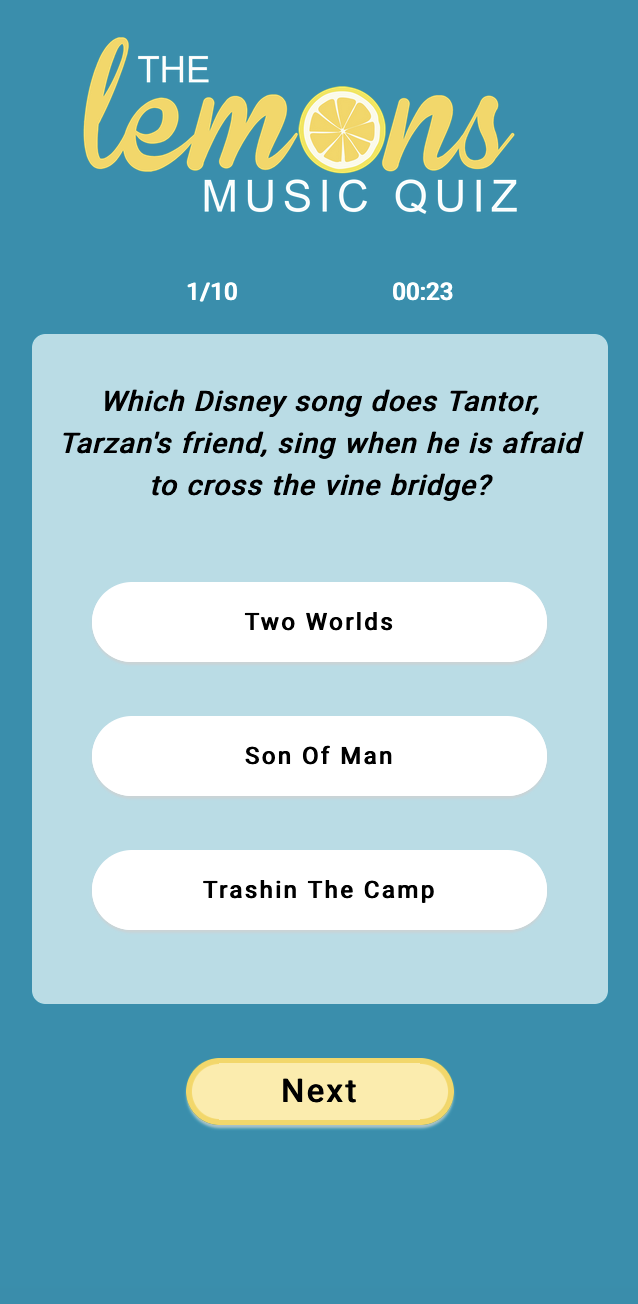 THE
lemons
MUSIC QUIZ
1/10 00:23
Which Disney song does Tantor,
Tarzan's friend, sing when he is afraid
to cross the vine bridge?
Two Worlds
Son Of Man
Trashin The Camp
Next